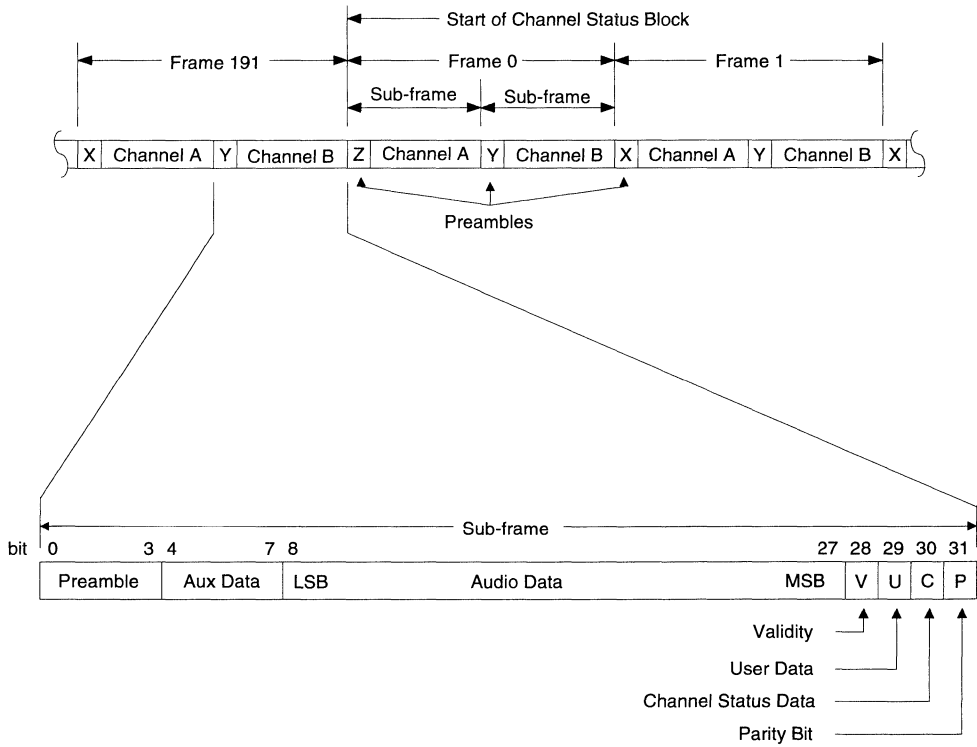 Start of Channel Status Block
Frame 191 Frame 0 Frame 1
Sub-frame Sub-frame
X Channel A Y Channel B Z Channel A Y Channel B X Channel A Y Channel B X
Preambles
Sub-frame
bit 0 3 4 7 8 27 28 29 30 31
Preamble Aux Data LSB Audio Data MSB V U C P
Validity
User Data
Channel Status Data
Parity Bit